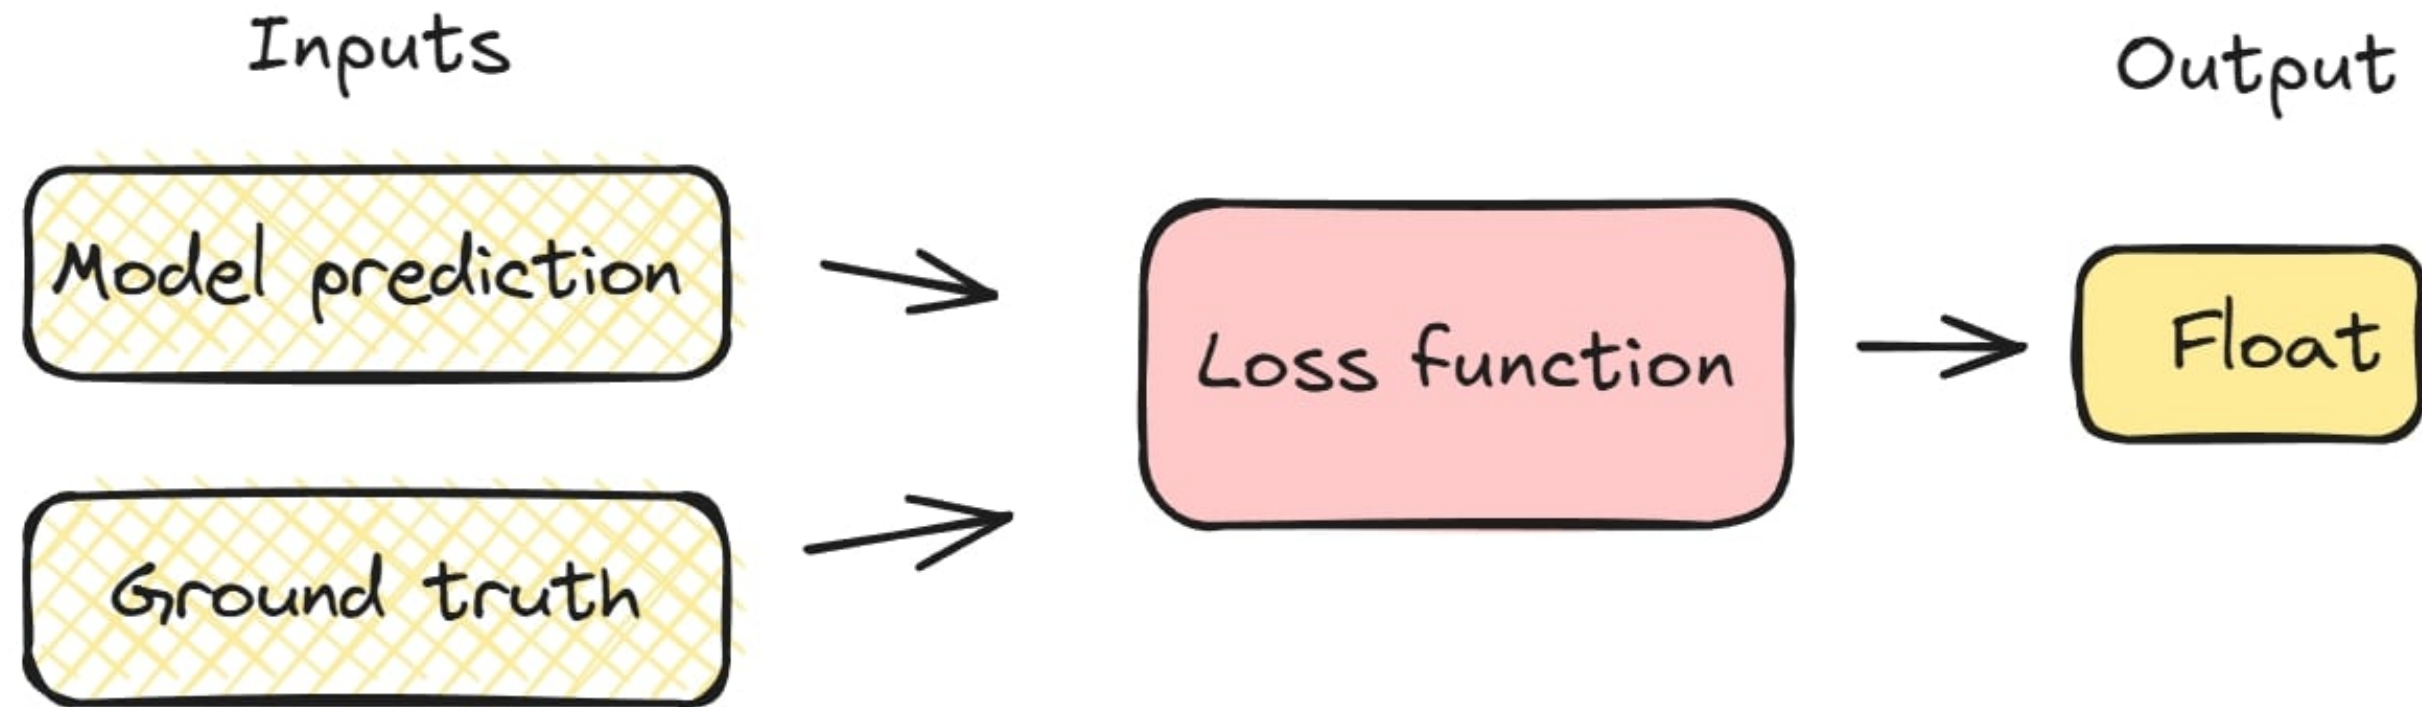 Inputs
Output
Model prediction
Loss function
Float
Ground truth